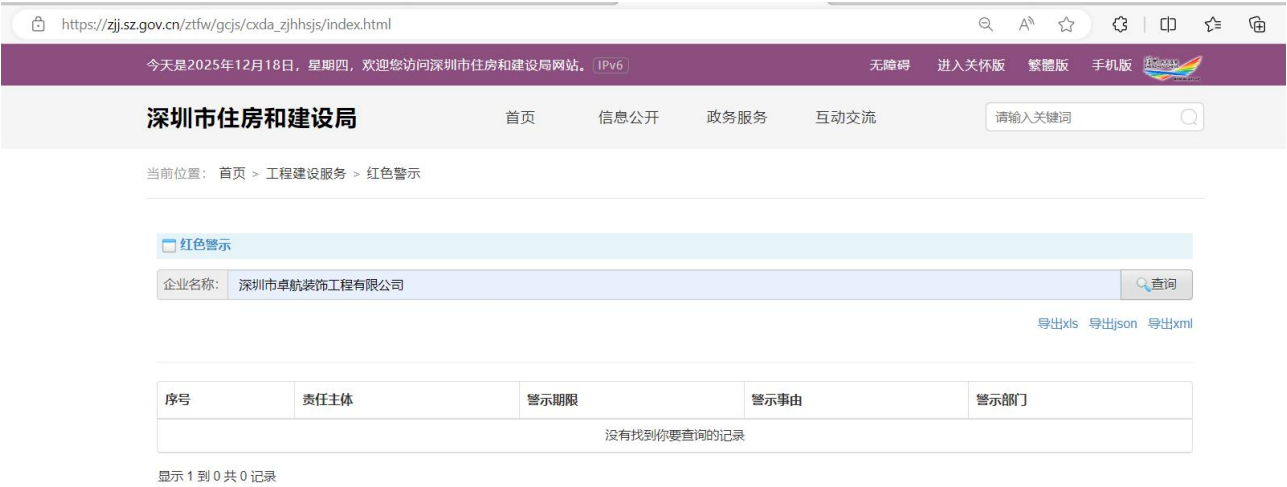 https://zjj.sz.gov.cn/ztfw/gcjs/cxda_zjhhsjs/index.html
今天是2025年12月18日，星期四，欢迎您访问深圳市住房和建设局网站。 IPv6 无障碍 进入关怀版 繁體版 手机版
深圳市住房和建设局 首页 信息公开 政务服务 互动交流 请输入关键词
当前位置： 首页 > 工程建设服务 > 红色警示
红色警示
企业名称: 深圳市卓航装饰工程有限公司 查询
导出xls 导出json 导出xml
序号 责任主体 警示期限 警示事由 警示部门
没有找到你要查询的记录
显示 1 到 0 共 0 记录